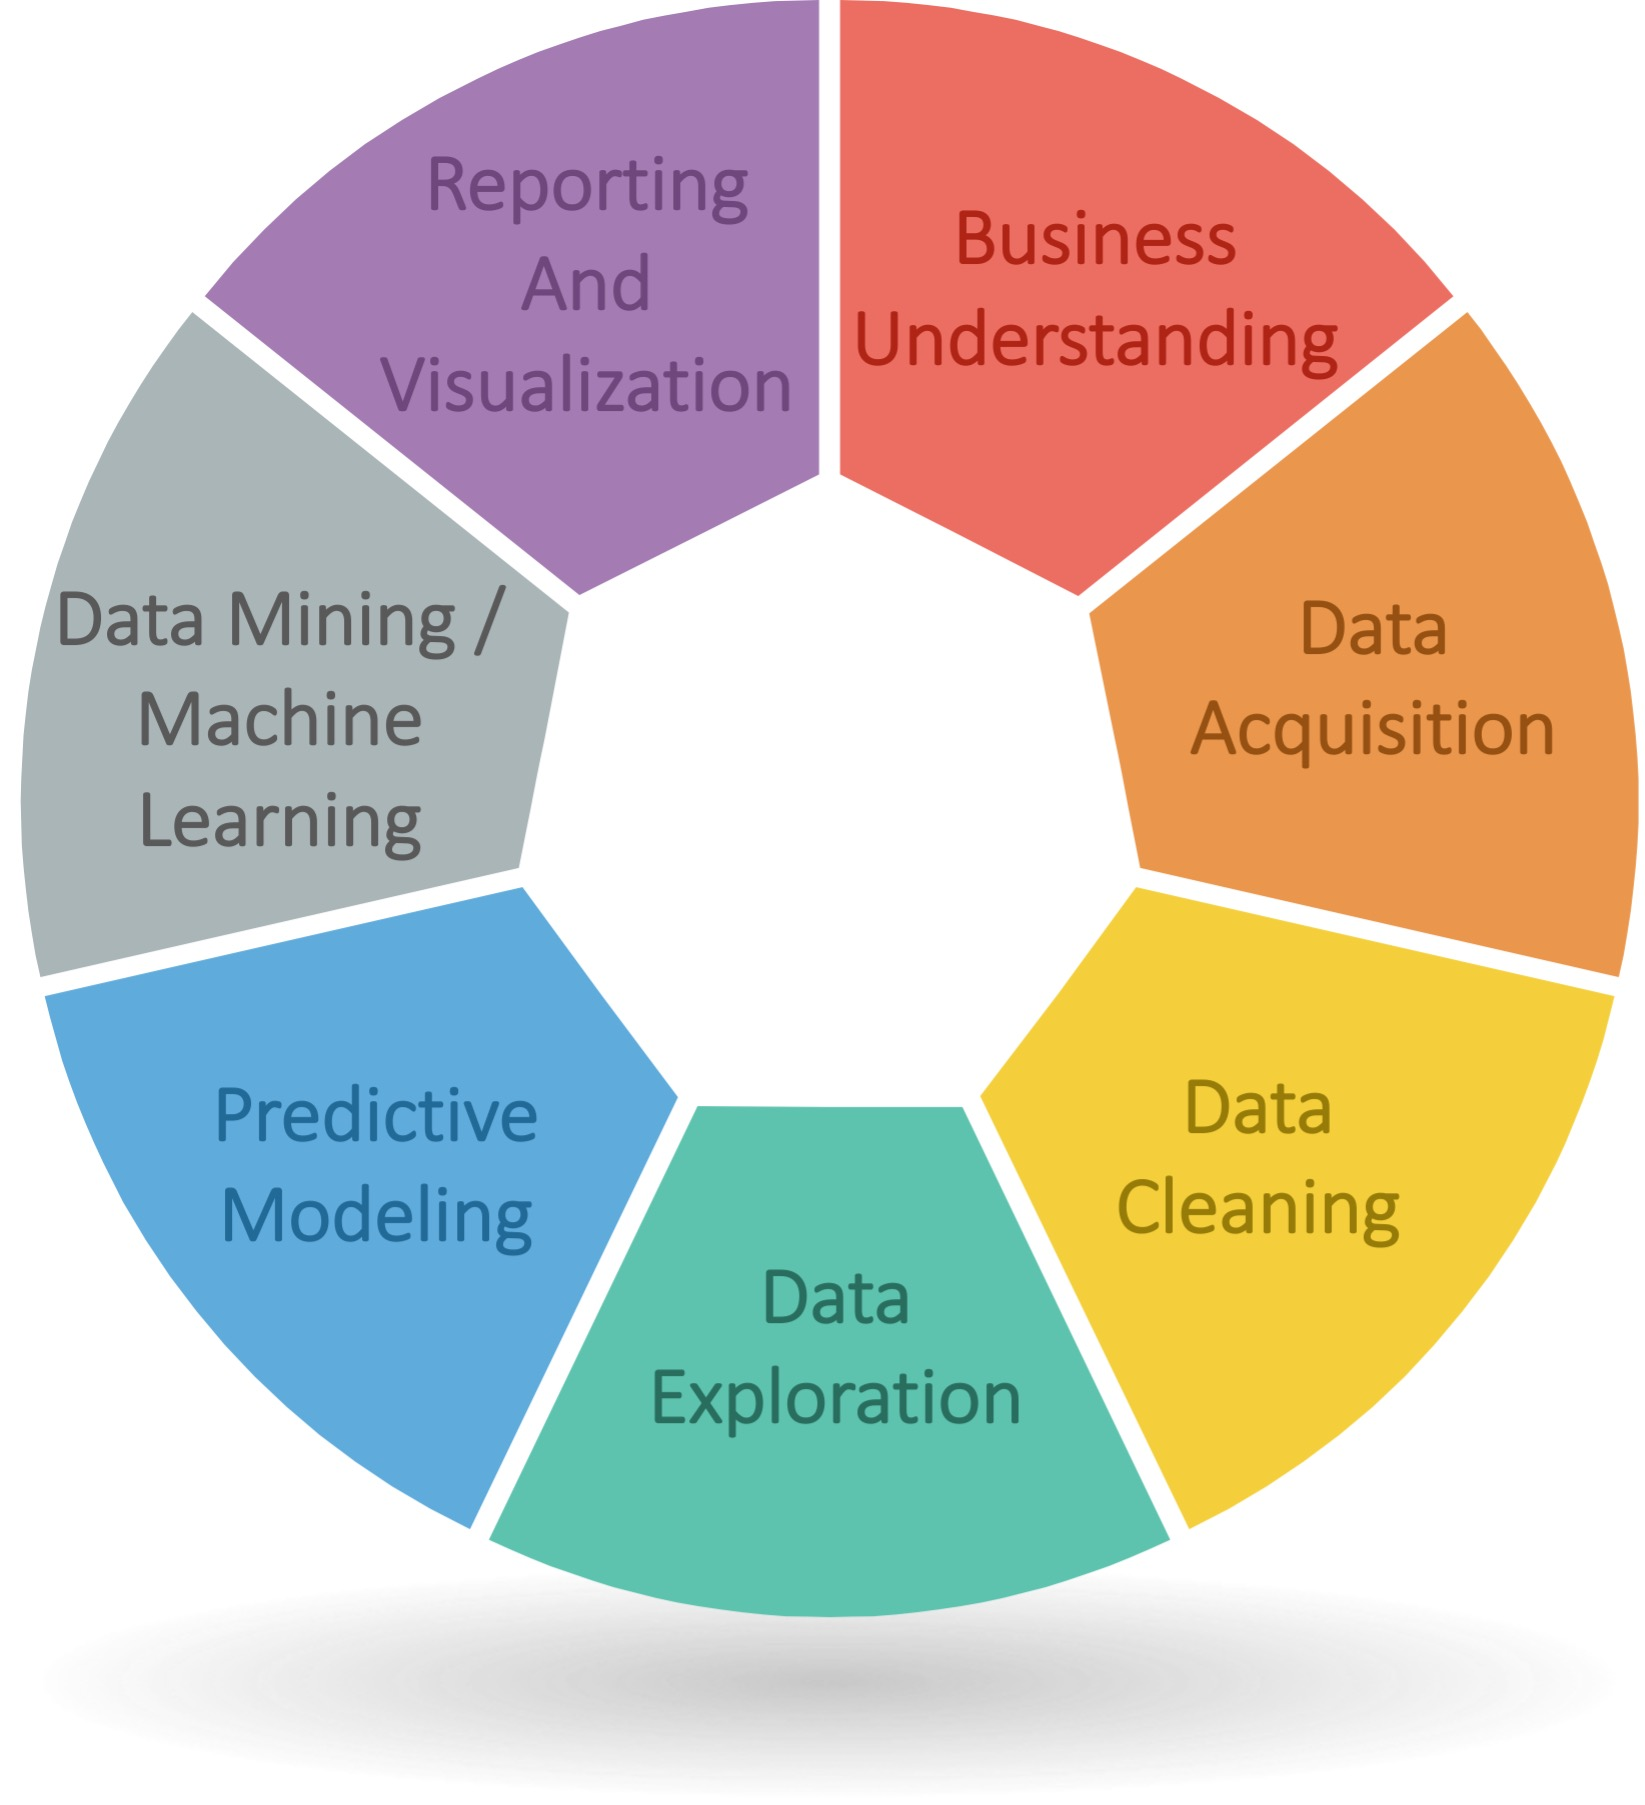 Business
Understanding
Data
Acquisition
Data
Cleaning
Data
Exploration
Predictive
Modeling
Data Mining /
Machine
Learning
Reporting
And
Visualization